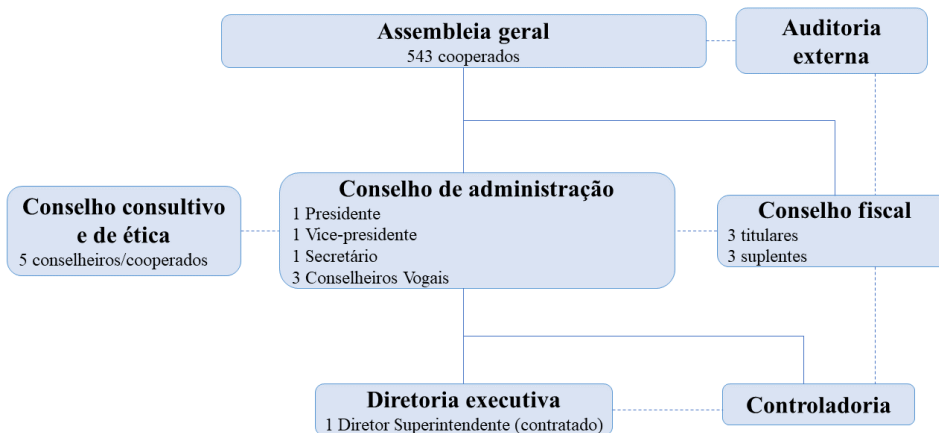 Assembleia geral
543 cooperados
Auditoria
externa
Conselho consultivo
e de ética
5 conselheiros/cooperados
Conselho de administração
1 Presidente
1 Vice-presidente
1 Secretário
3 Conselheiros Vogais
Conselho fiscal
3 titulares
3 suplentes
Diretoria executiva
1 Diretor Superintendente (contratado)
Controladoria